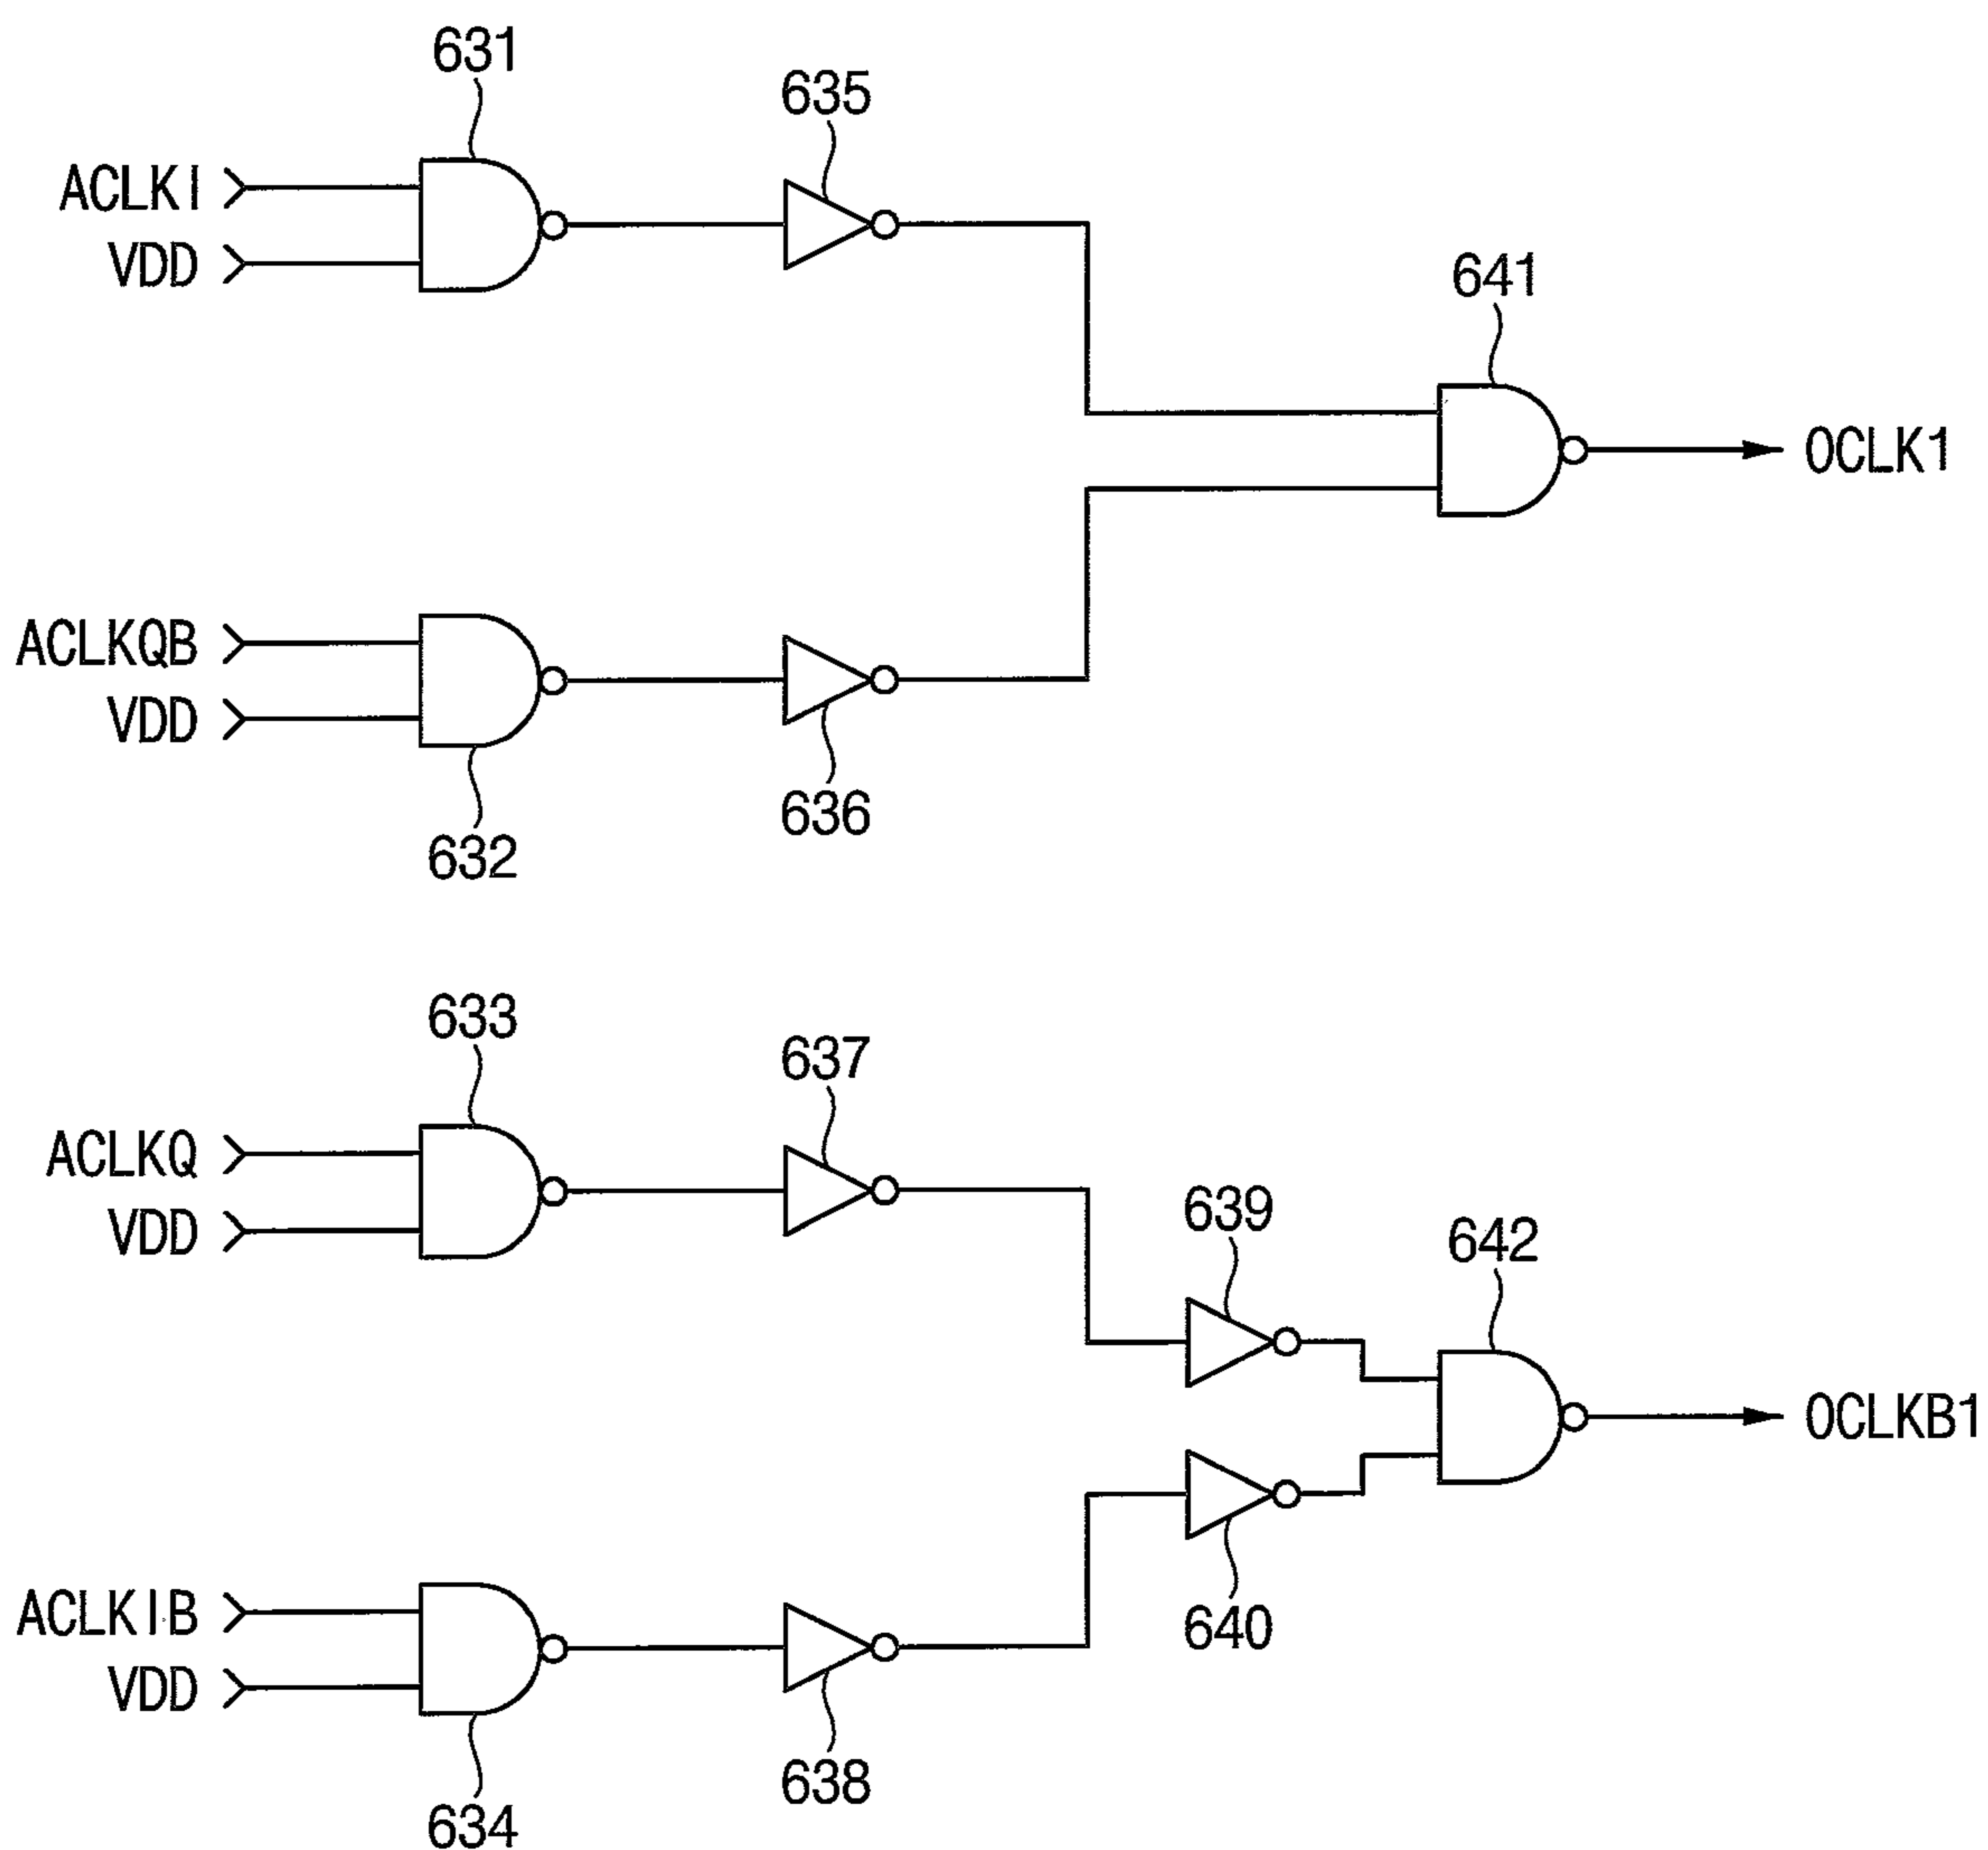 631
635
ACLKI
VDD
641
OCLK1
ACLKQB
VDD
636
632
633
637
ACLKQ
VDD
639
642
OCLKB1
ACLKIB
VDD
640
638
634